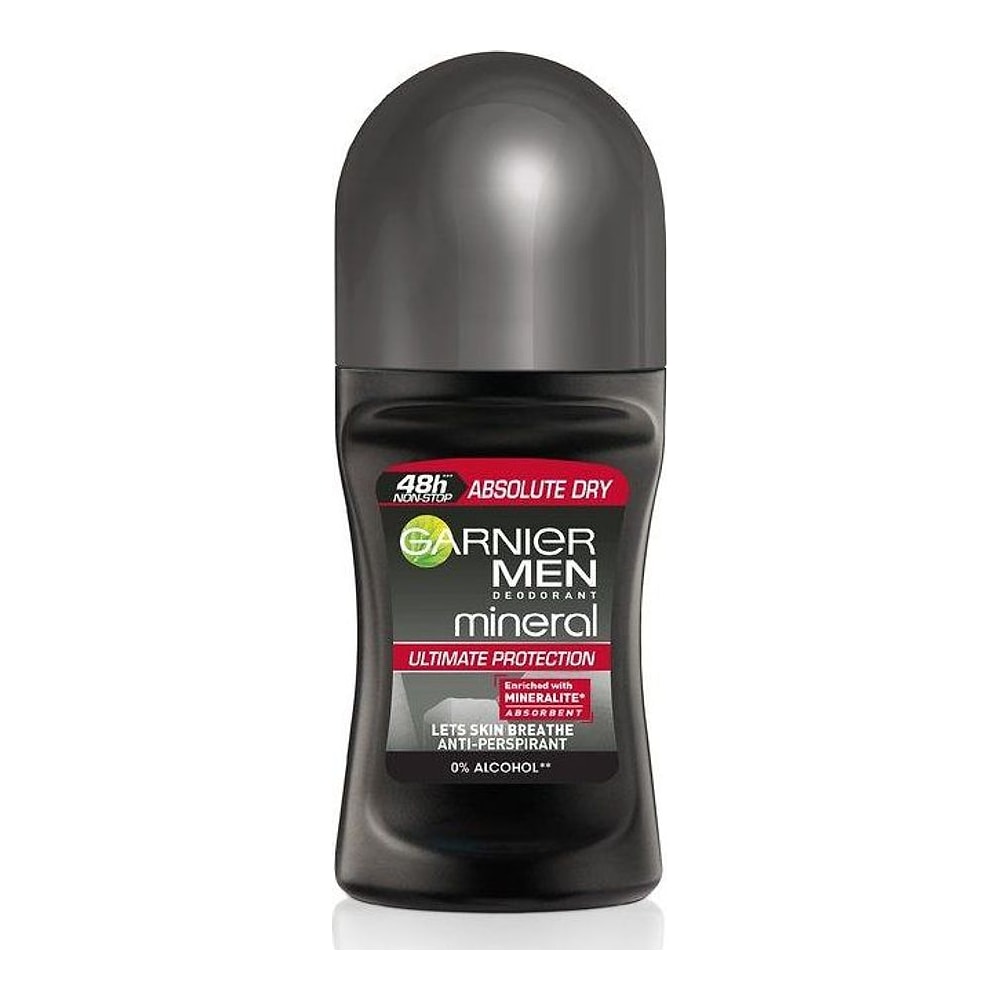 48h*** ABSOLUTE DRY
NON-STOP
GARNIER
MEN
DEODORANT
mineral
ULTIMATE PROTECTION
Enriched with
MINERALITE*
ABSORBENT
LETS SKIN BREATHE
ANTI-PERSPIRANT
0% ALCOHOL**